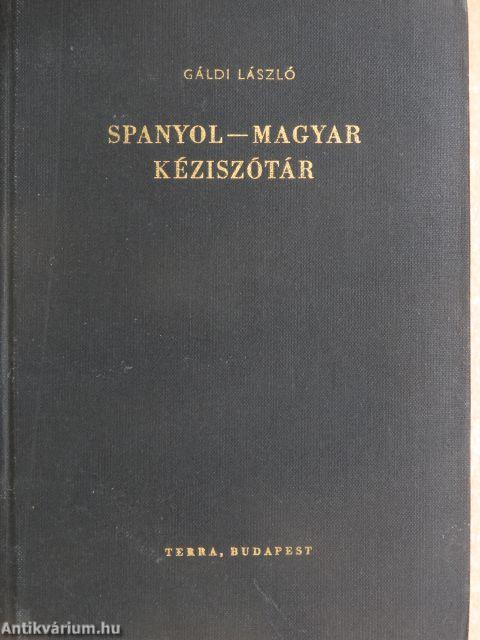 GÁLDI LÁSZLÓ
SPANYOL—MAGYAR
KÉZISZÓTÁR
TERRA, BUDAPEST
Antikvárium.hu